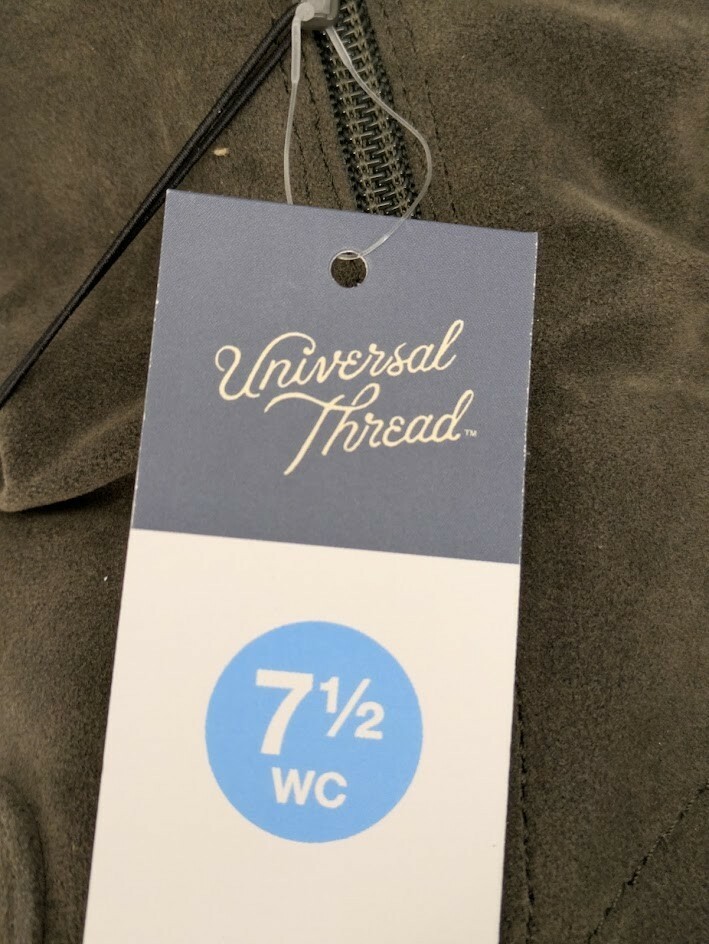 Universal
Thread™
7½
WC